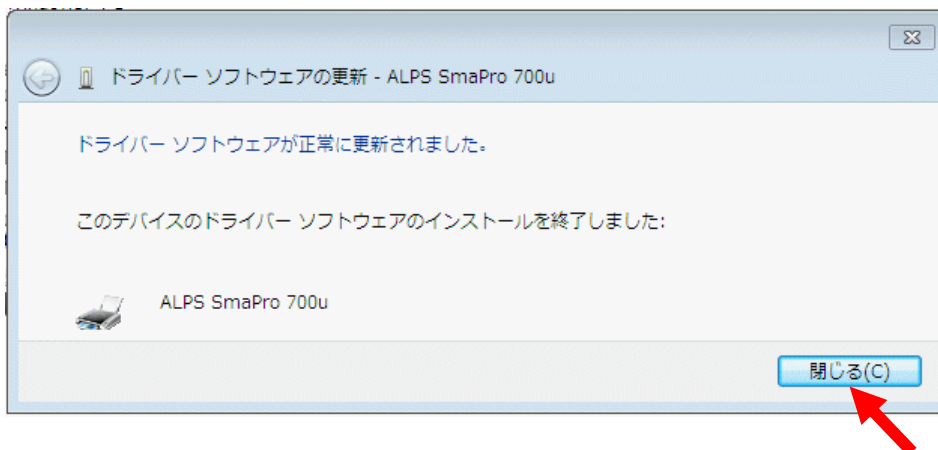 ドライバー ソフトウェアの更新 - ALPS SmaPro 700u
ドライバー ソフトウェアが正常に更新されました。
このデバイスのドライバー ソフトウェアのインストールを終了しました:
ALPS SmaPro 700u
閉じる(C)